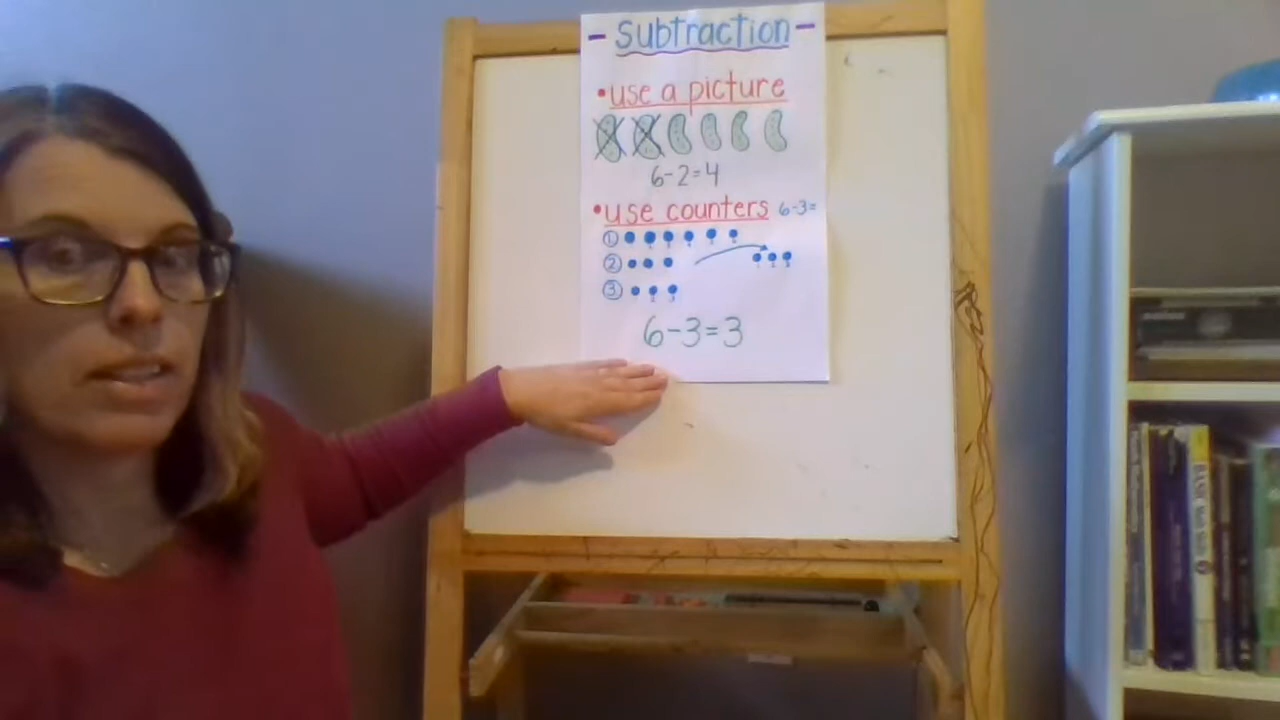 - Subtraction -
• use a picture
6-2=4
• use counters 6-3=
①
②
③
6-3=3